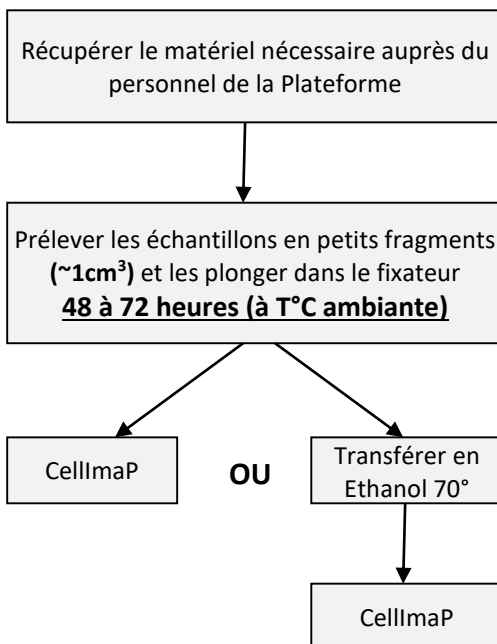 Récupérer le matériel nécessaire auprès du
personnel de la Plateforme
Prélever les échantillons en petits fragments
(~1cm³) et les plonger dans le fixateur
48 à 72 heures (à T°C ambiante)
CellImaP
OU
Transférer en
Ethanol 70°
CellImaP